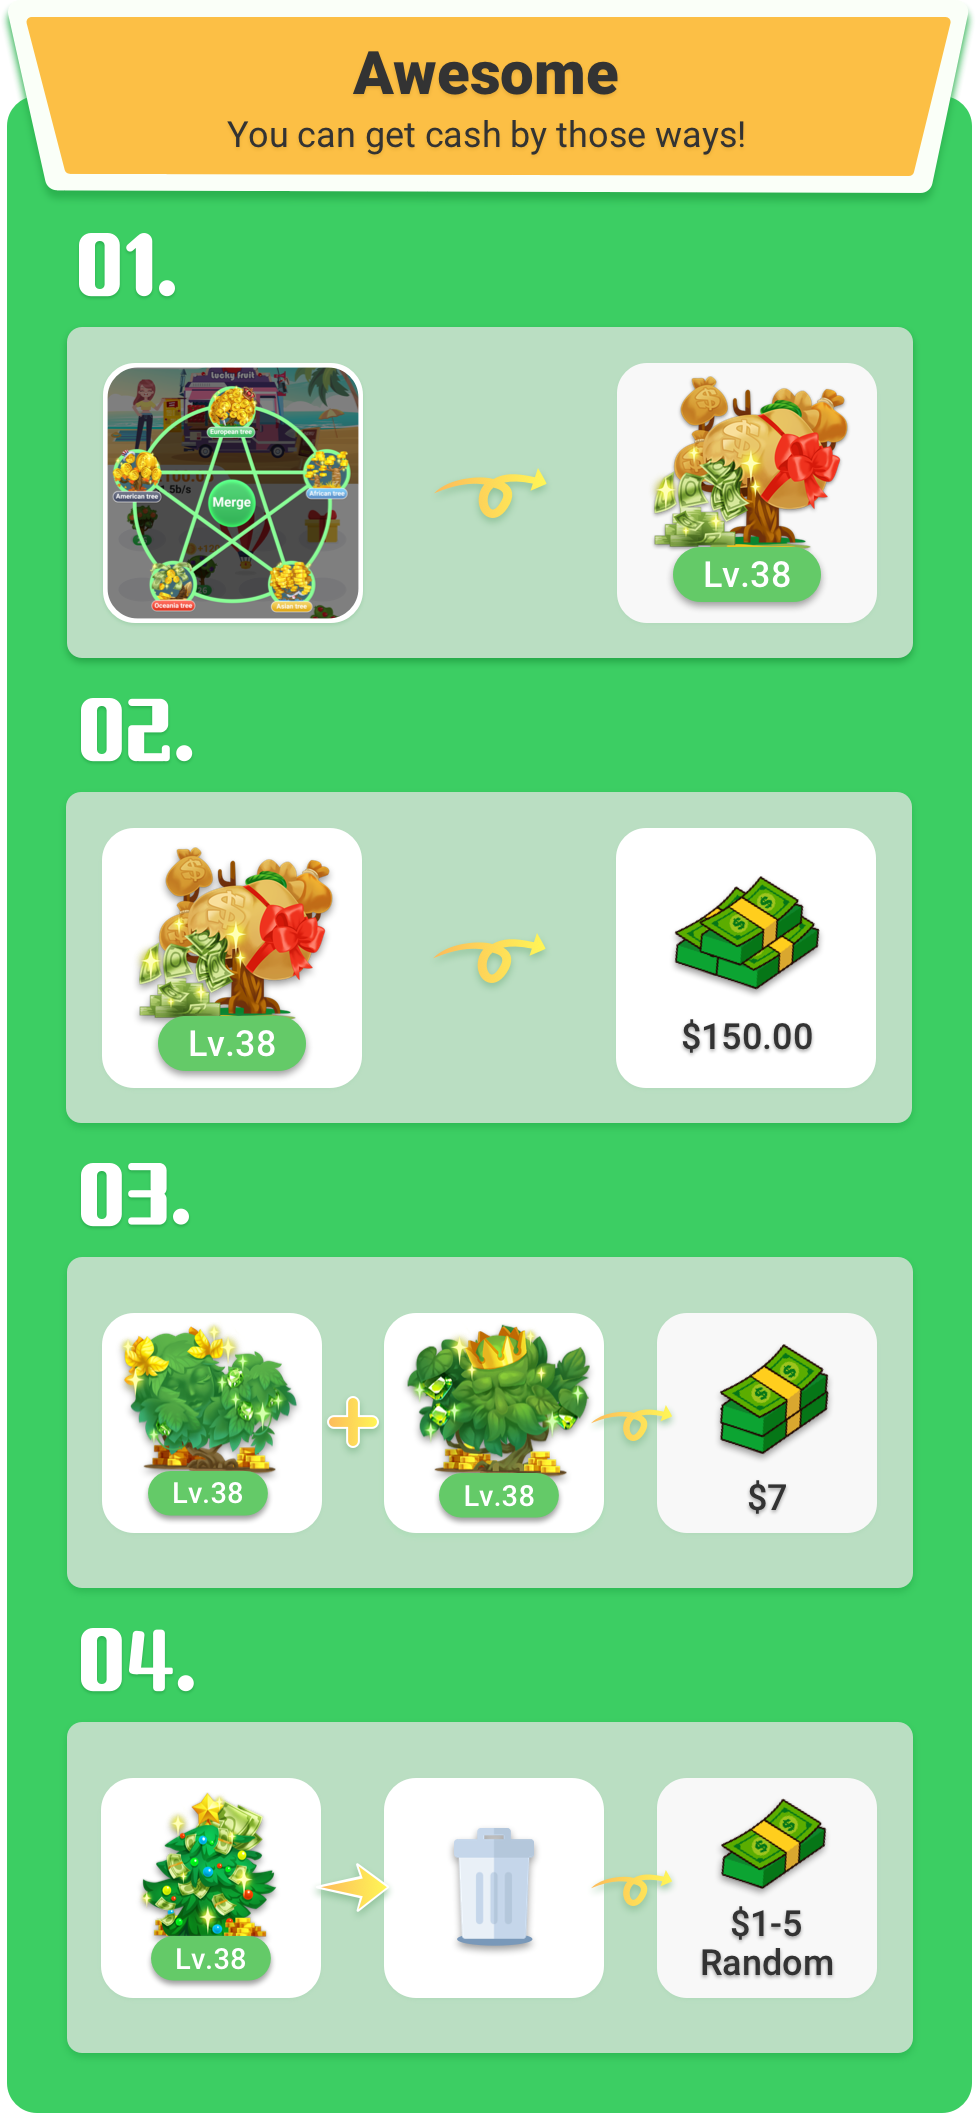 Awesome
You can get cash by those ways!
01.
Lucky fruit
European tree
American tree
African tree
5b/s
Merge
Oceania tree
Asian tree
Lv.38
02.
Lv.38
$150.00
03.
Lv.38
Lv.38
$7
04.
Lv.38
$1-5
Random